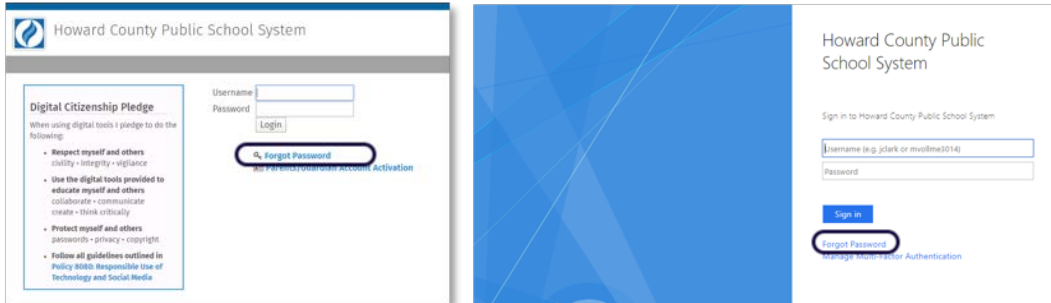 Howard County Public School System
Digital Citizenship Pledge
When using digital tools I pledge to do the
following:
• Respect myself and others
civility • integrity • vigilance
• Use the digital tools provided to
educate myself and others
collaborate • communicate
create • think critically
• Protect myself and others
passwords • privacy • copyright
• Follow all guidelines outlined in
Policy 8080: Responsible Use of
Technology and Social Media
Username
Password
Login
Forgot Password
Parents/Guardian Account Activation
Howard County Public
School System
Sign in to Howard County Public School System
Username (e.g. jclark or mvollme3014)
Password
Sign in
Forgot Password
Manage Multi-Factor Authentication